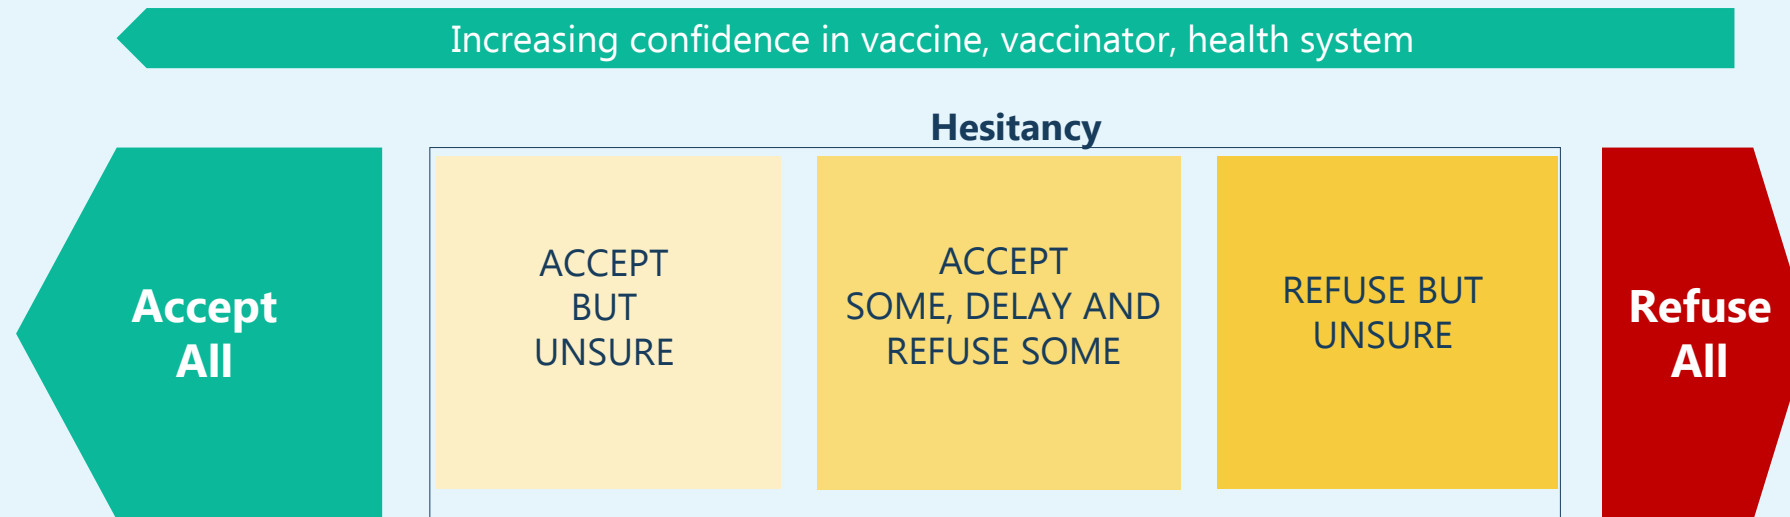 Increasing confidence in vaccine, vaccinator, health system
Hesitancy
Accept
All
ACCEPT
BUT
UNSURE
ACCEPT
SOME, DELAY AND
REFUSE SOME
REFUSE BUT
UNSURE
Refuse
All